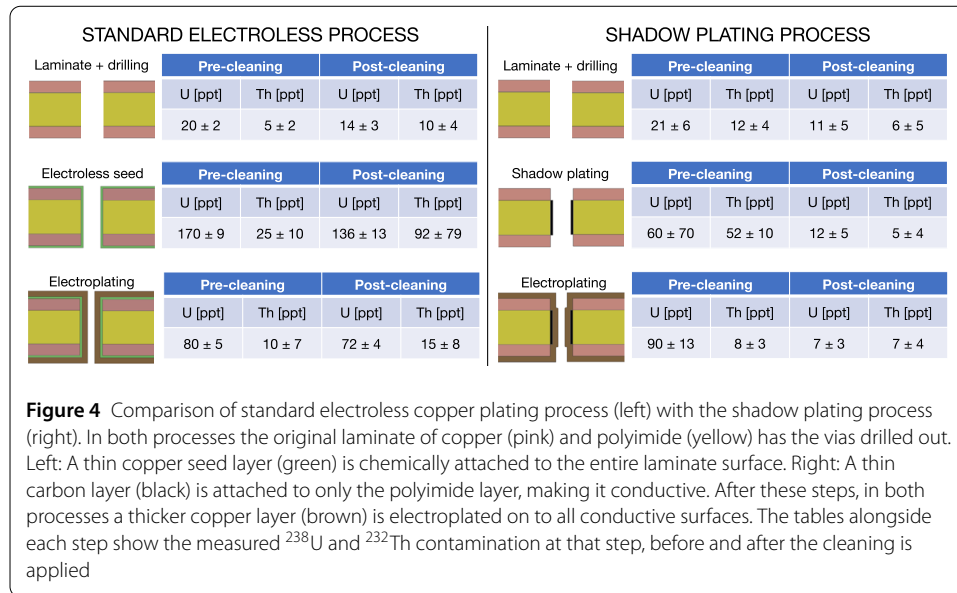 STANDARD ELECTROLESS PROCESS
Laminate + drilling
Pre-cleaning Post-cleaning
U [ppt] Th [ppt] U [ppt] Th [ppt]
20 ± 2 5 ± 2 14 ± 3 10 ± 4
Electroless seed
Pre-cleaning Post-cleaning
U [ppt] Th [ppt] U [ppt] Th [ppt]
170 ± 9 25 ± 10 136 ± 13 92 ± 79
Electroplating
Pre-cleaning Post-cleaning
U [ppt] Th [ppt] U [ppt] Th [ppt]
80 ± 5 10 ± 7 72 ± 4 15 ± 8
SHADOW PLATING PROCESS
Laminate + drilling
Pre-cleaning Post-cleaning
U [ppt] Th [ppt] U [ppt] Th [ppt]
21 ± 6 12 ± 4 11 ± 5 6 ± 5
Shadow plating
Pre-cleaning Post-cleaning
U [ppt] Th [ppt] U [ppt] Th [ppt]
60 ± 70 52 ± 10 12 ± 5 5 ± 4
Electroplating
Pre-cleaning Post-cleaning
U [ppt] Th [ppt] U [ppt] Th [ppt]
90 ± 13 8 ± 3 7 ± 3 7 ± 4
Figure 4 Comparison of standard electroless copper plating process (left) with the shadow plating process
(right). In both processes the original laminate of copper (pink) and polyimide (yellow) has the vias drilled out.
Left: A thin copper seed layer (green) is chemically attached to the entire laminate surface. Right: A thin
carbon layer (black) is attached to only the polyimide layer, making it conductive. After these steps, in both
processes a thicker copper layer (brown) is electroplated on to all conductive surfaces. The tables alongside
each step show the measured ²³⁸U and ²³²Th contamination at that step, before and after the cleaning is
applied